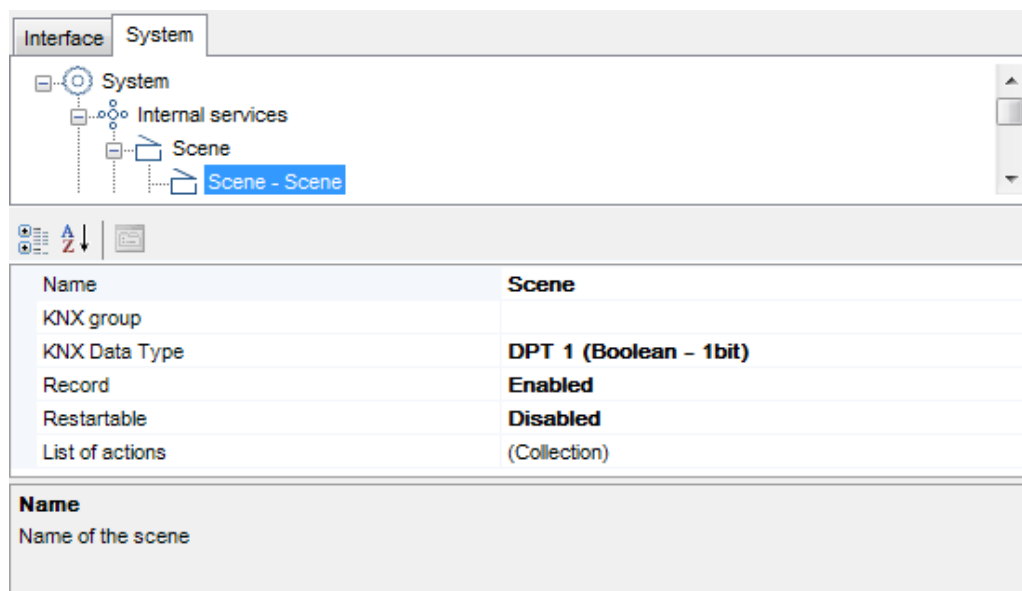 Interface System
System
Internal services
Scene
Scene - Scene
A
Z
Name Scene
KNX group
KNX Data Type DPT 1 (Boolean – 1bit)
Record Enabled
Restartable Disabled
List of actions (Collection)
Name
Name of the scene